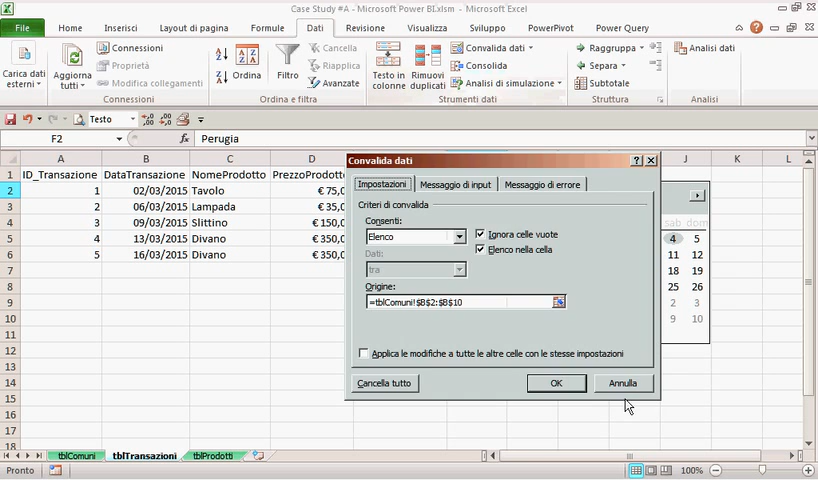 Case Study #A - Microsoft Power BI.xlsm - Microsoft Excel
File Home Inserisci Layout di pagina Formule Dati Revisione Visualizza Sviluppo PowerPivot Power Query
Carica dati esterni
Aggiorna tutti
Connessioni
Proprietà
Modifica collegamenti
Connessioni
Ordina
Filtro
Cancella
Riapplica
Avanzate
Ordina e filtra
Testo in colonne
Rimuovi duplicati
Convalida dati
Consolida
Analisi di simulazione
Strumenti dati
Raggruppa
Separa
Subtotale
Struttura
Analisi dati
Analisi
Testo
F2 Perugia
A B C D J K L
1 ID_Transazione DataTransazione NomeProdotto PrezzoProdott
2 1 02/03/2015 Tavolo € 75,0
3 2 06/03/2015 Lampada € 35,0
4 3 09/03/2015 Slittino € 150,0
5 4 13/03/2015 Divano € 350,0
6 5 16/03/2015 Divano € 350,0
7
8
9
10
11
12
13
14
15
16
17
18
sab dom
4 5
11 12
18 19
25 26
2 3
9 10
Convalida dati
Impostazioni Messaggio di input Messaggio di errore
Criteri di convalida
Consenti:
Elenco
Ignora celle vuote
Elenco nella cella
Dati:
tra
Origine:
=tblComuni!$B$2:$B$10
Applica le modifiche a tutte le altre celle con le stesse impostazioni
Cancella tutto OK Annulla
tblComuni tblTransazioni tblProdotti
Pronto 100%